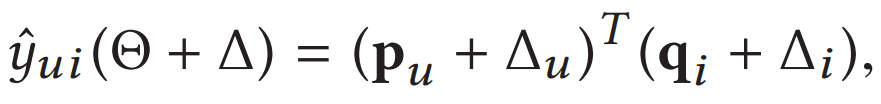 ŷ_{ui}(Θ + Δ) = (𝐩_u + Δ_u)^T(𝐪_i + Δ_i),